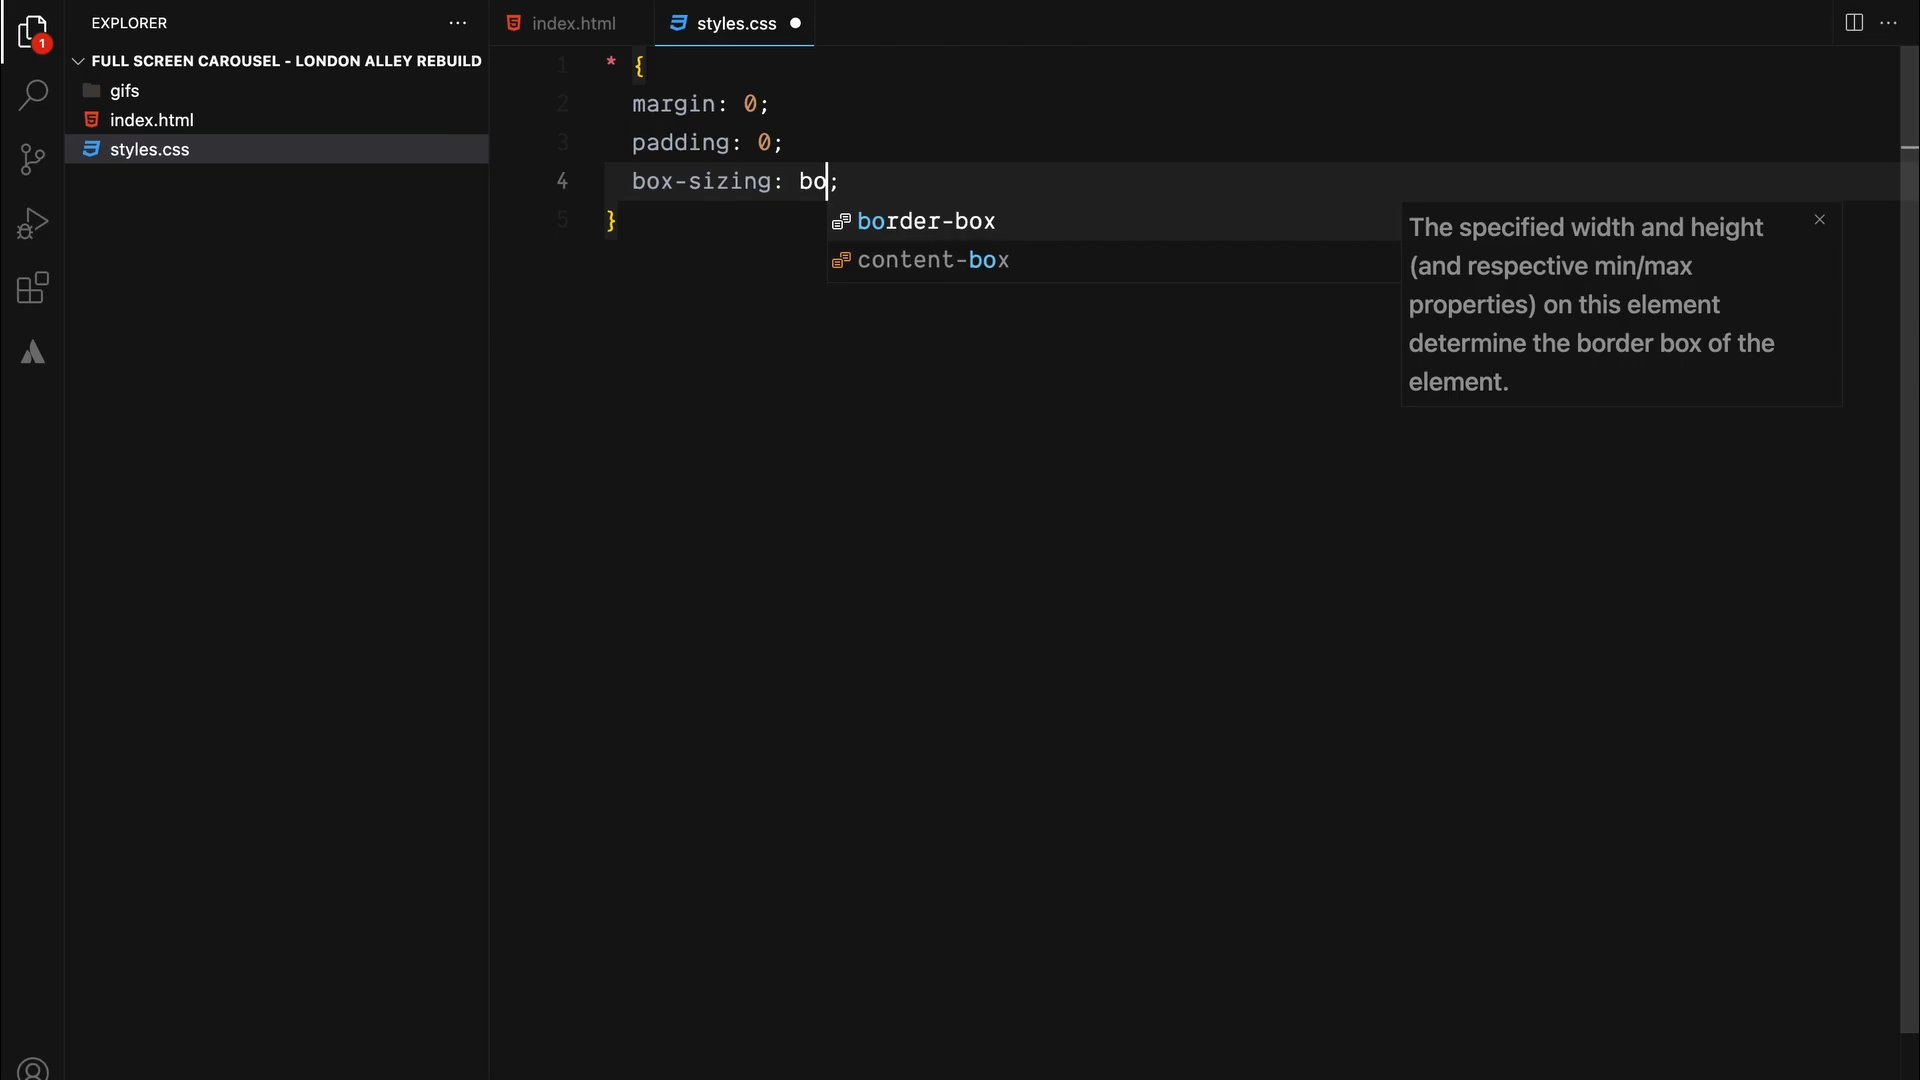 EXPLORER
FULL SCREEN CAROUSEL - LONDON ALLEY REBUILD
gifs
index.html
styles.css
1
index.html
styles.css
1 * {
2 margin: 0;
3 padding: 0;
4 box-sizing: bo;
5 }
border-box
content-box
The specified width and height
(and respective min/max
properties) on this element
determine the border box of the
element.